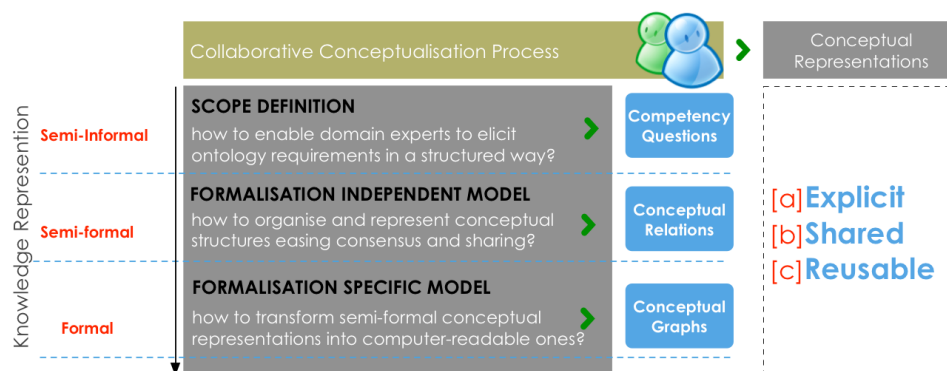 Collaborative Conceptualisation Process
Conceptual
Representations
Knowledge Represention
Semi-Informal
SCOPE DEFINITION
how to enable domain experts to elicit
ontology requirements in a structured way?
Competency
Questions
Semi-formal
FORMALISATION INDEPENDENT MODEL
how to organise and represent conceptual
structures easing consensus and sharing?
Conceptual
Relations
Formal
FORMALISATION SPECIFIC MODEL
how to transform semi-formal conceptual
representations into computer-readable ones?
Conceptual
Graphs
[a]Explicit
[b]Shared
[c]Reusable